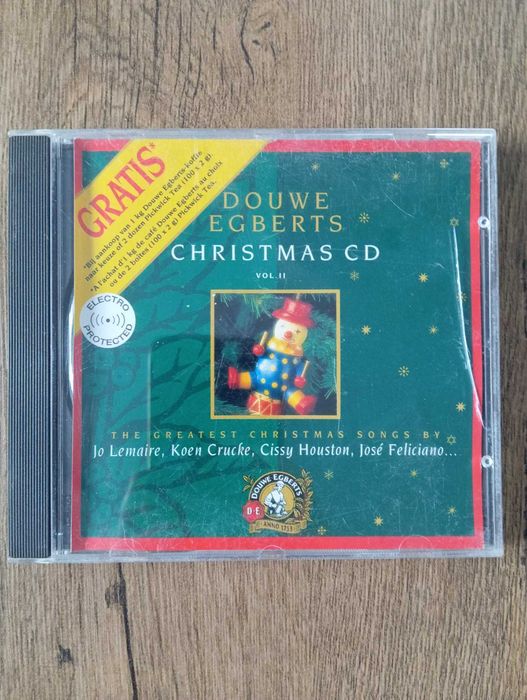 GRATIS*
*Bij aankoop van 1 kg Douwe Egberts-koffie
naar keuze of 2 dozen Pickwick Tea (100 x 2 g).
*A l'achat d'1 kg de café Douwe Egberts au choix
ou de 2 boîtes (100 x 2 g) Pickwick Tea.
ELECTRO
PROTECTED
DOUWE
EGBERTS
CHRISTMAS CD
VOL.II
THE GREATEST CHRISTMAS SONGS BY
Jo Lemaire, Koen Crucke, Cissy Houston, José Feliciano...
DOUWE EGBERTS
D·E
ANNO 1753